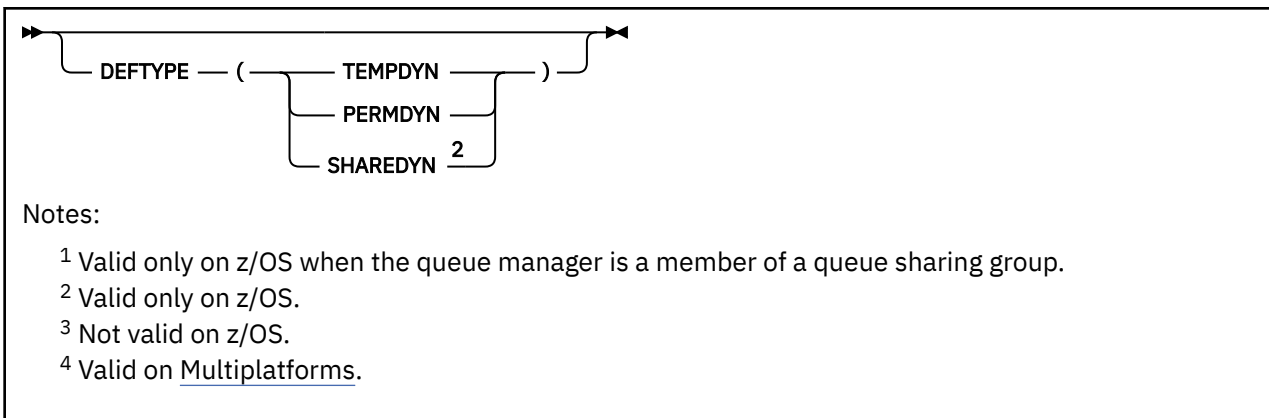 DEFTYPE ( TEMPDYN )
PERMDYN
SHAREDYN 2
Notes:
1 Valid only on z/OS when the queue manager is a member of a queue sharing group.
2 Valid only on z/OS.
3 Not valid on z/OS.
4 Valid on Multiplatforms.